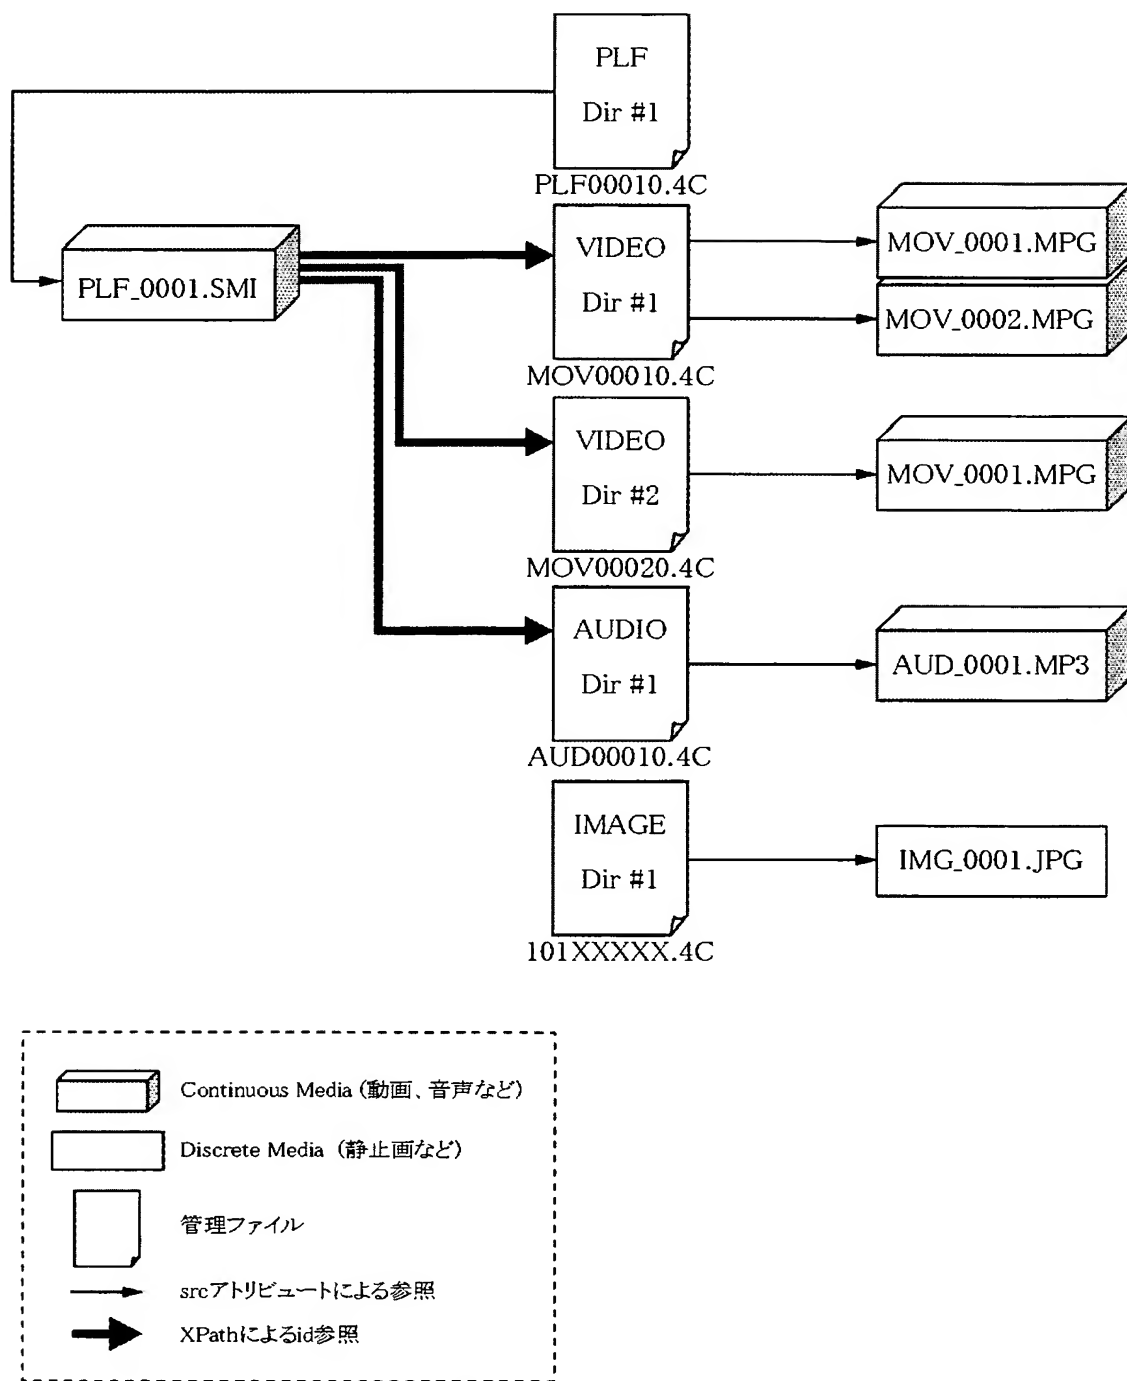 PLF
Dir #1
PLF00010.4C
PLF_0001.SMI
VIDEO
Dir #1
MOV00010.4C
MOV_0001.MPG
MOV_0002.MPG
VIDEO
Dir #2
MOV00020.4C
MOV_0001.MPG
AUDIO
Dir #1
AUD00010.4C
AUD_0001.MP3
IMAGE
Dir #1
101XXXXX.4C
IMG_0001.JPG
Continuous Media (動画、音声など)
Discrete Media (静止画など)
管理ファイル
srcアトリビュートによる参照
XPathによるid参照